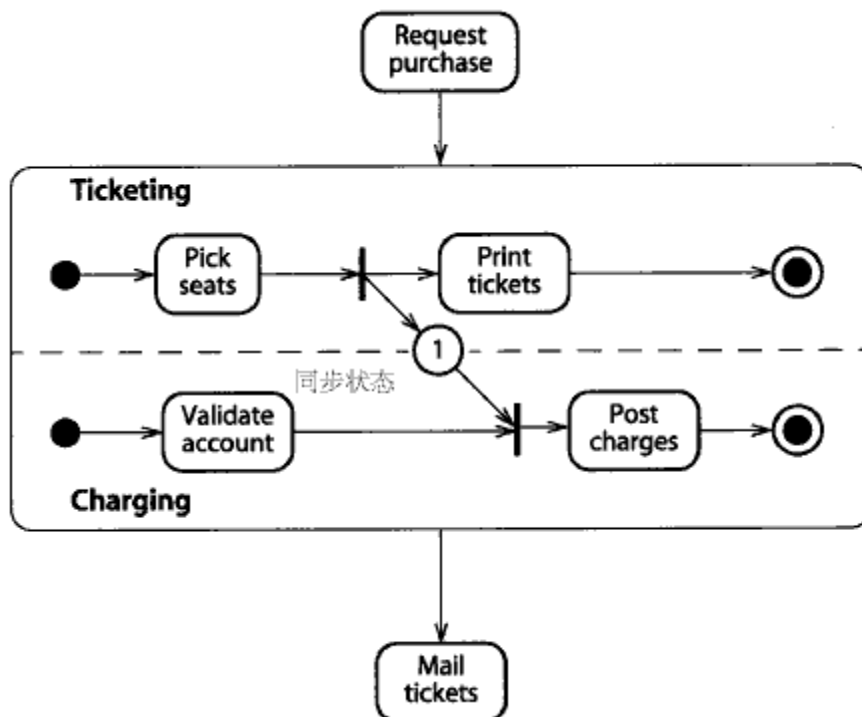 Request
purchase
Ticketing
Pick
seats
Print
tickets
1
同步状态
Validate
account
Post
charges
Charging
Mail
tickets